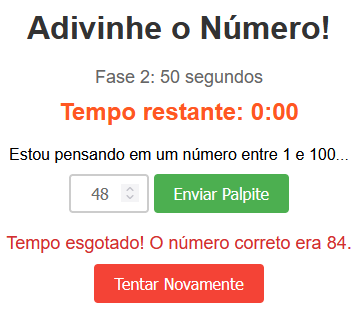 Adivinhe o Número!
Fase 2: 50 segundos
Tempo restante: 0:00
Estou pensando em um número entre 1 e 100...
48 Enviar Palpite
Tempo esgotado! O número correto era 84.
Tentar Novamente